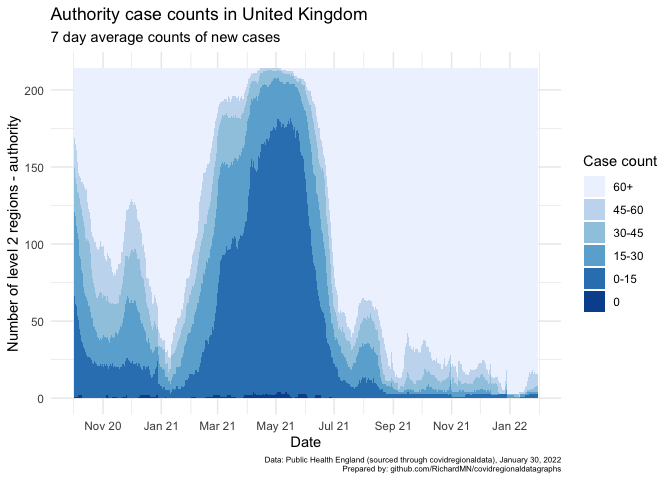 Authority case counts in United Kingdom
7 day average counts of new cases
Number of level 2 regions - authority
200
150
100
50
0
Nov 20
Jan 21
Mar 21
May 21
Jul 21
Sep 21
Nov 21
Jan 22
Date
Case count
60+
45-60
30-45
15-30
0-15
0
Data: Public Health England (sourced through covidregionaldata), January 30, 2022
Prepared by: github.com/RichardMN/covidregionaldatagraphs